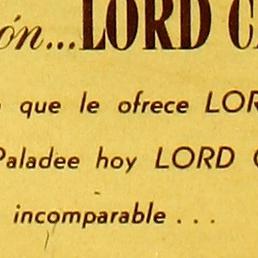 ón...LORD C
que le ofrece LOR
Paladee hoy LORD
incomparable...